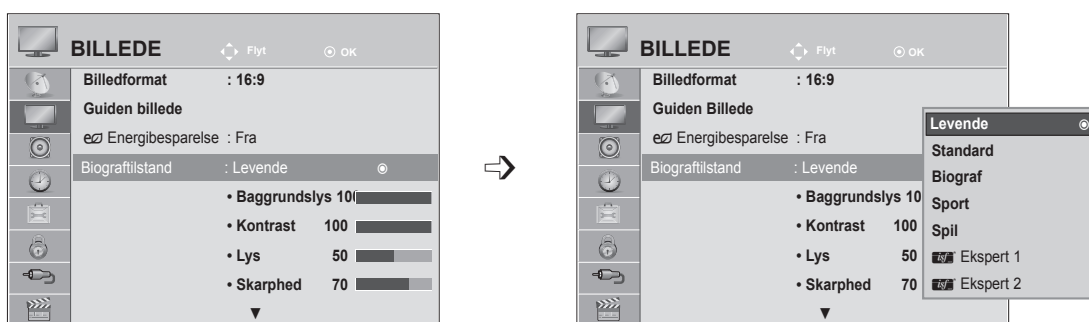 BILLEDE Flyt OK
Billedformat : 16:9
Guiden billede
Energibesparelse : Fra
Biograftilstand : Levende
• Baggrundslys 100
• Kontrast 100
• Lys 50
• Skarphed 70
BILLEDE Flyt OK
Billedformat : 16:9
Guiden Billede
Energibesparelse : Fra
Biograftilstand : Levende
• Baggrundslys 10
• Kontrast 100
• Lys 50
• Skarphed 70
Levende
Standard
Biograf
Sport
Spil
isf Ekspert 1
isf Ekspert 2